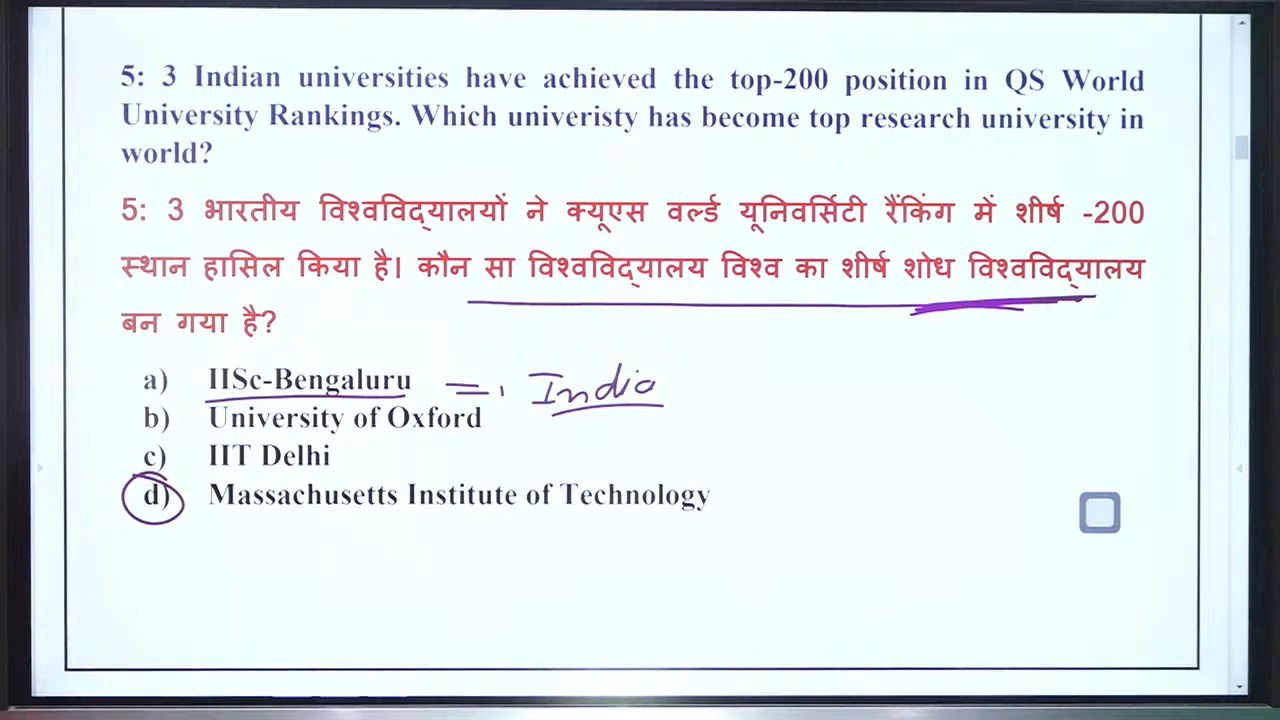 5: 3 Indian universities have achieved the top-200 position in QS World
University Rankings. Which univeristy has become top research university in
world?
5: 3 भारतीय विश्वविद्यालयों ने क्यूएस वर्ल्ड यूनिवर्सिटी रैंकिंग में शीर्ष -200
स्थान हासिल किया है। कौन सा विश्वविद्यालय विश्व का शीर्ष शोध विश्वविद्यालय
बन गया है?
a) IISc-Bengaluru =. India
b) University of Oxford
c) IIT Delhi
d) Massachusetts Institute of Technology